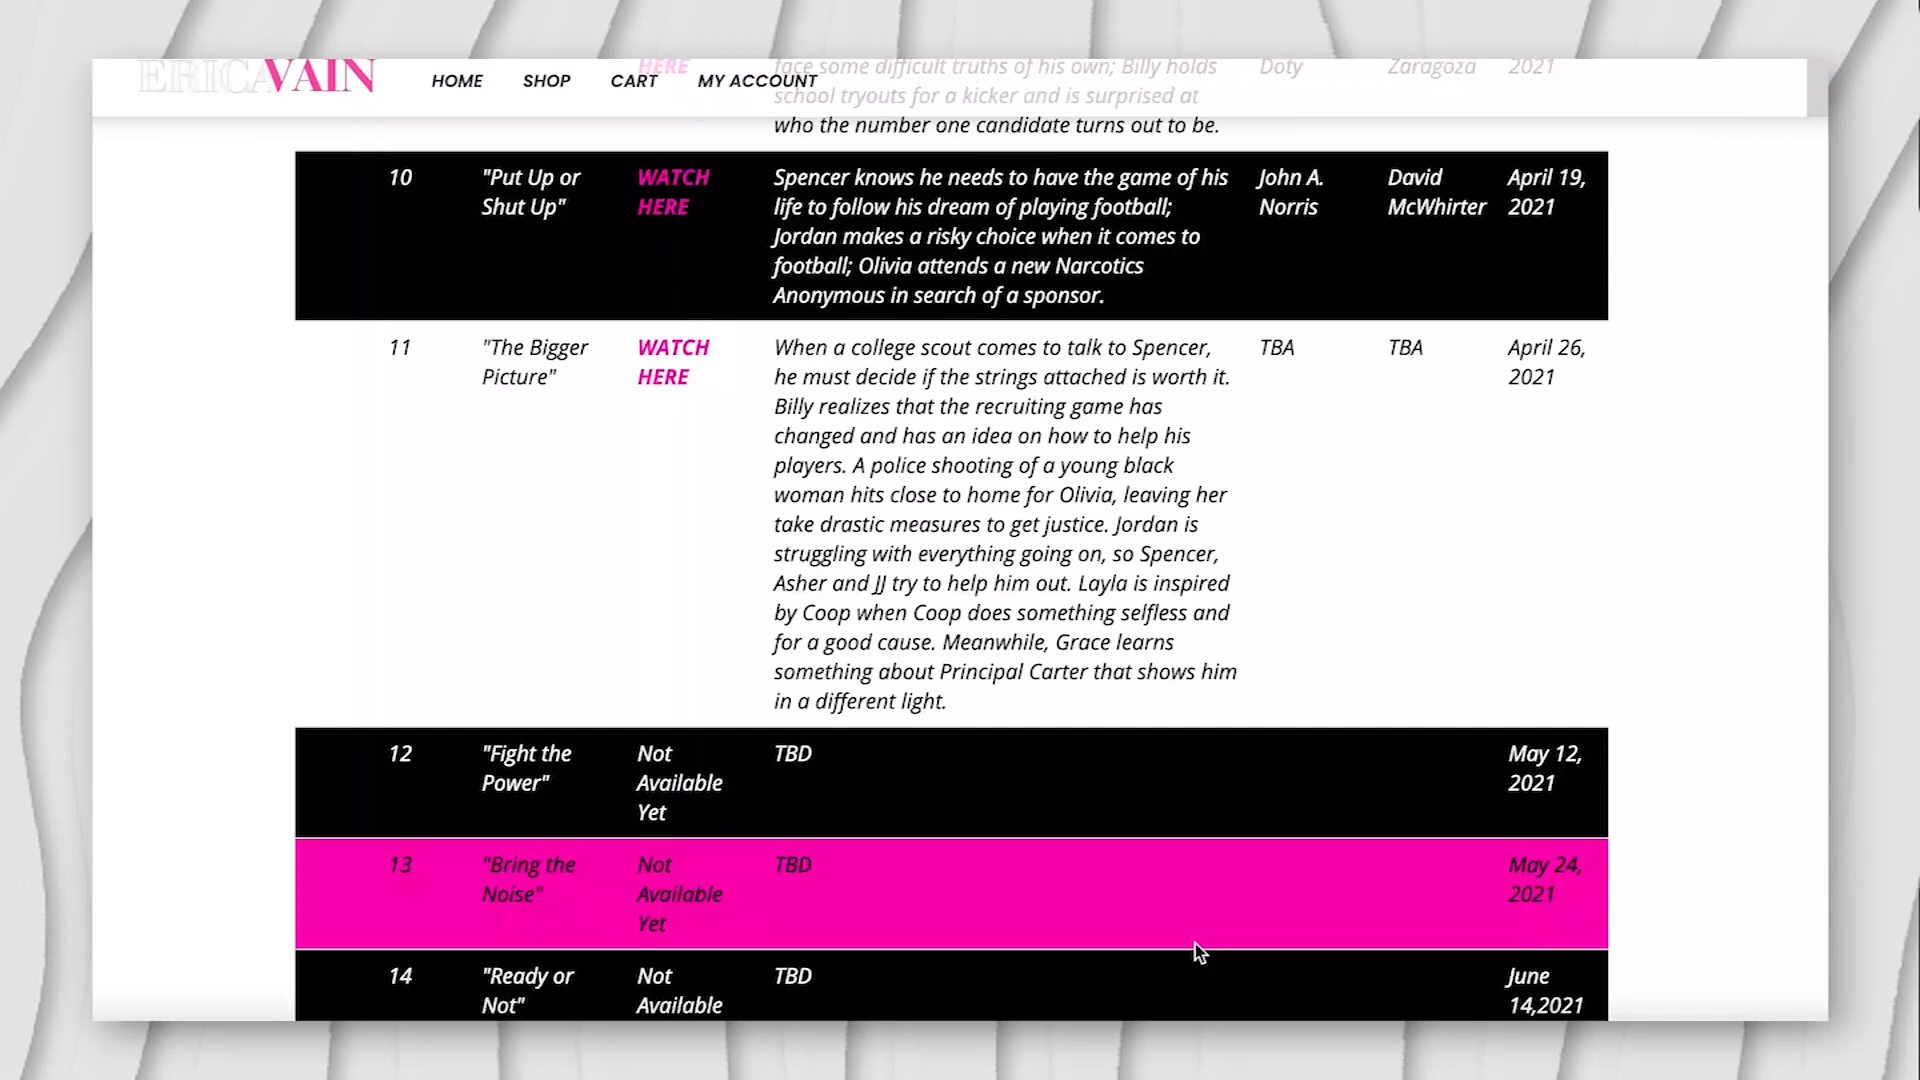 ERICA VAIN HOME SHOP CART MY ACCOUNT
HERE face some difficult truths of his own; Billy holds Doty Zaragoza 2021
school tryouts for a kicker and is surprised at
who the number one candidate turns out to be.
10 "Put Up or WATCH Spencer knows he needs to have the game of his John A. David April 19,
Shut Up" HERE life to follow his dream of playing football; Norris McWhirter 2021
Jordan makes a risky choice when it comes to
football; Olivia attends a new Narcotics
Anonymous in search of a sponsor.
11 "The Bigger WATCH When a college scout comes to talk to Spencer, TBA TBA April 26,
Picture" HERE he must decide if the strings attached is worth it. 2021
Billy realizes that the recruiting game has
changed and has an idea on how to help his
players. A police shooting of a young black
woman hits close to home for Olivia, leaving her
take drastic measures to get justice. Jordan is
struggling with everything going on, so Spencer,
Asher and JJ try to help him out. Layla is inspired
by Coop when Coop does something selfless and
for a good cause. Meanwhile, Grace learns
something about Principal Carter that shows him
in a different light.
12 "Fight the Not TBD May 12,
Power" Available 2021
Yet
13 "Bring the Not TBD May 24,
Noise" Available 2021
Yet
14 "Ready or Not TBD June
Not" Available 14,2021